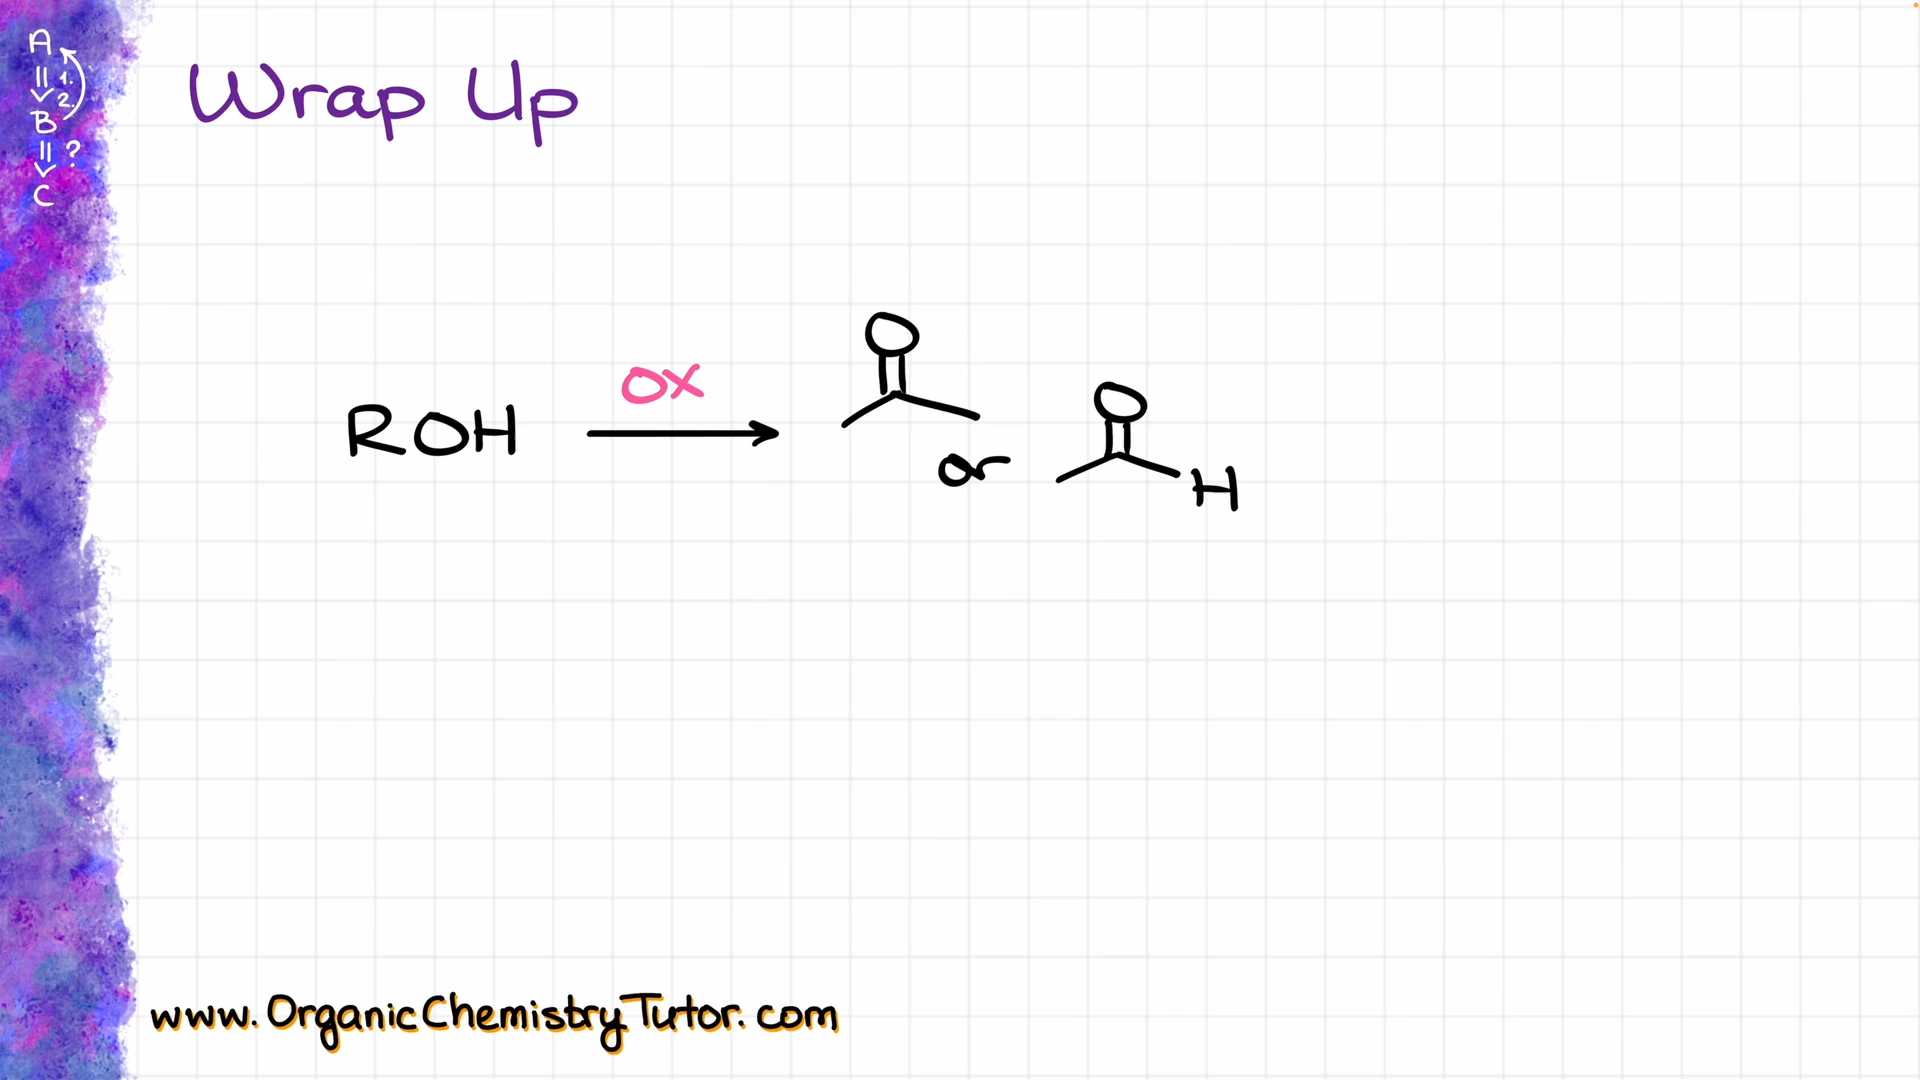 A
1.
2.
B
?
C
Wrap Up
ROH
OX
O
or
O
H
www.OrganicChemistryTutor.com